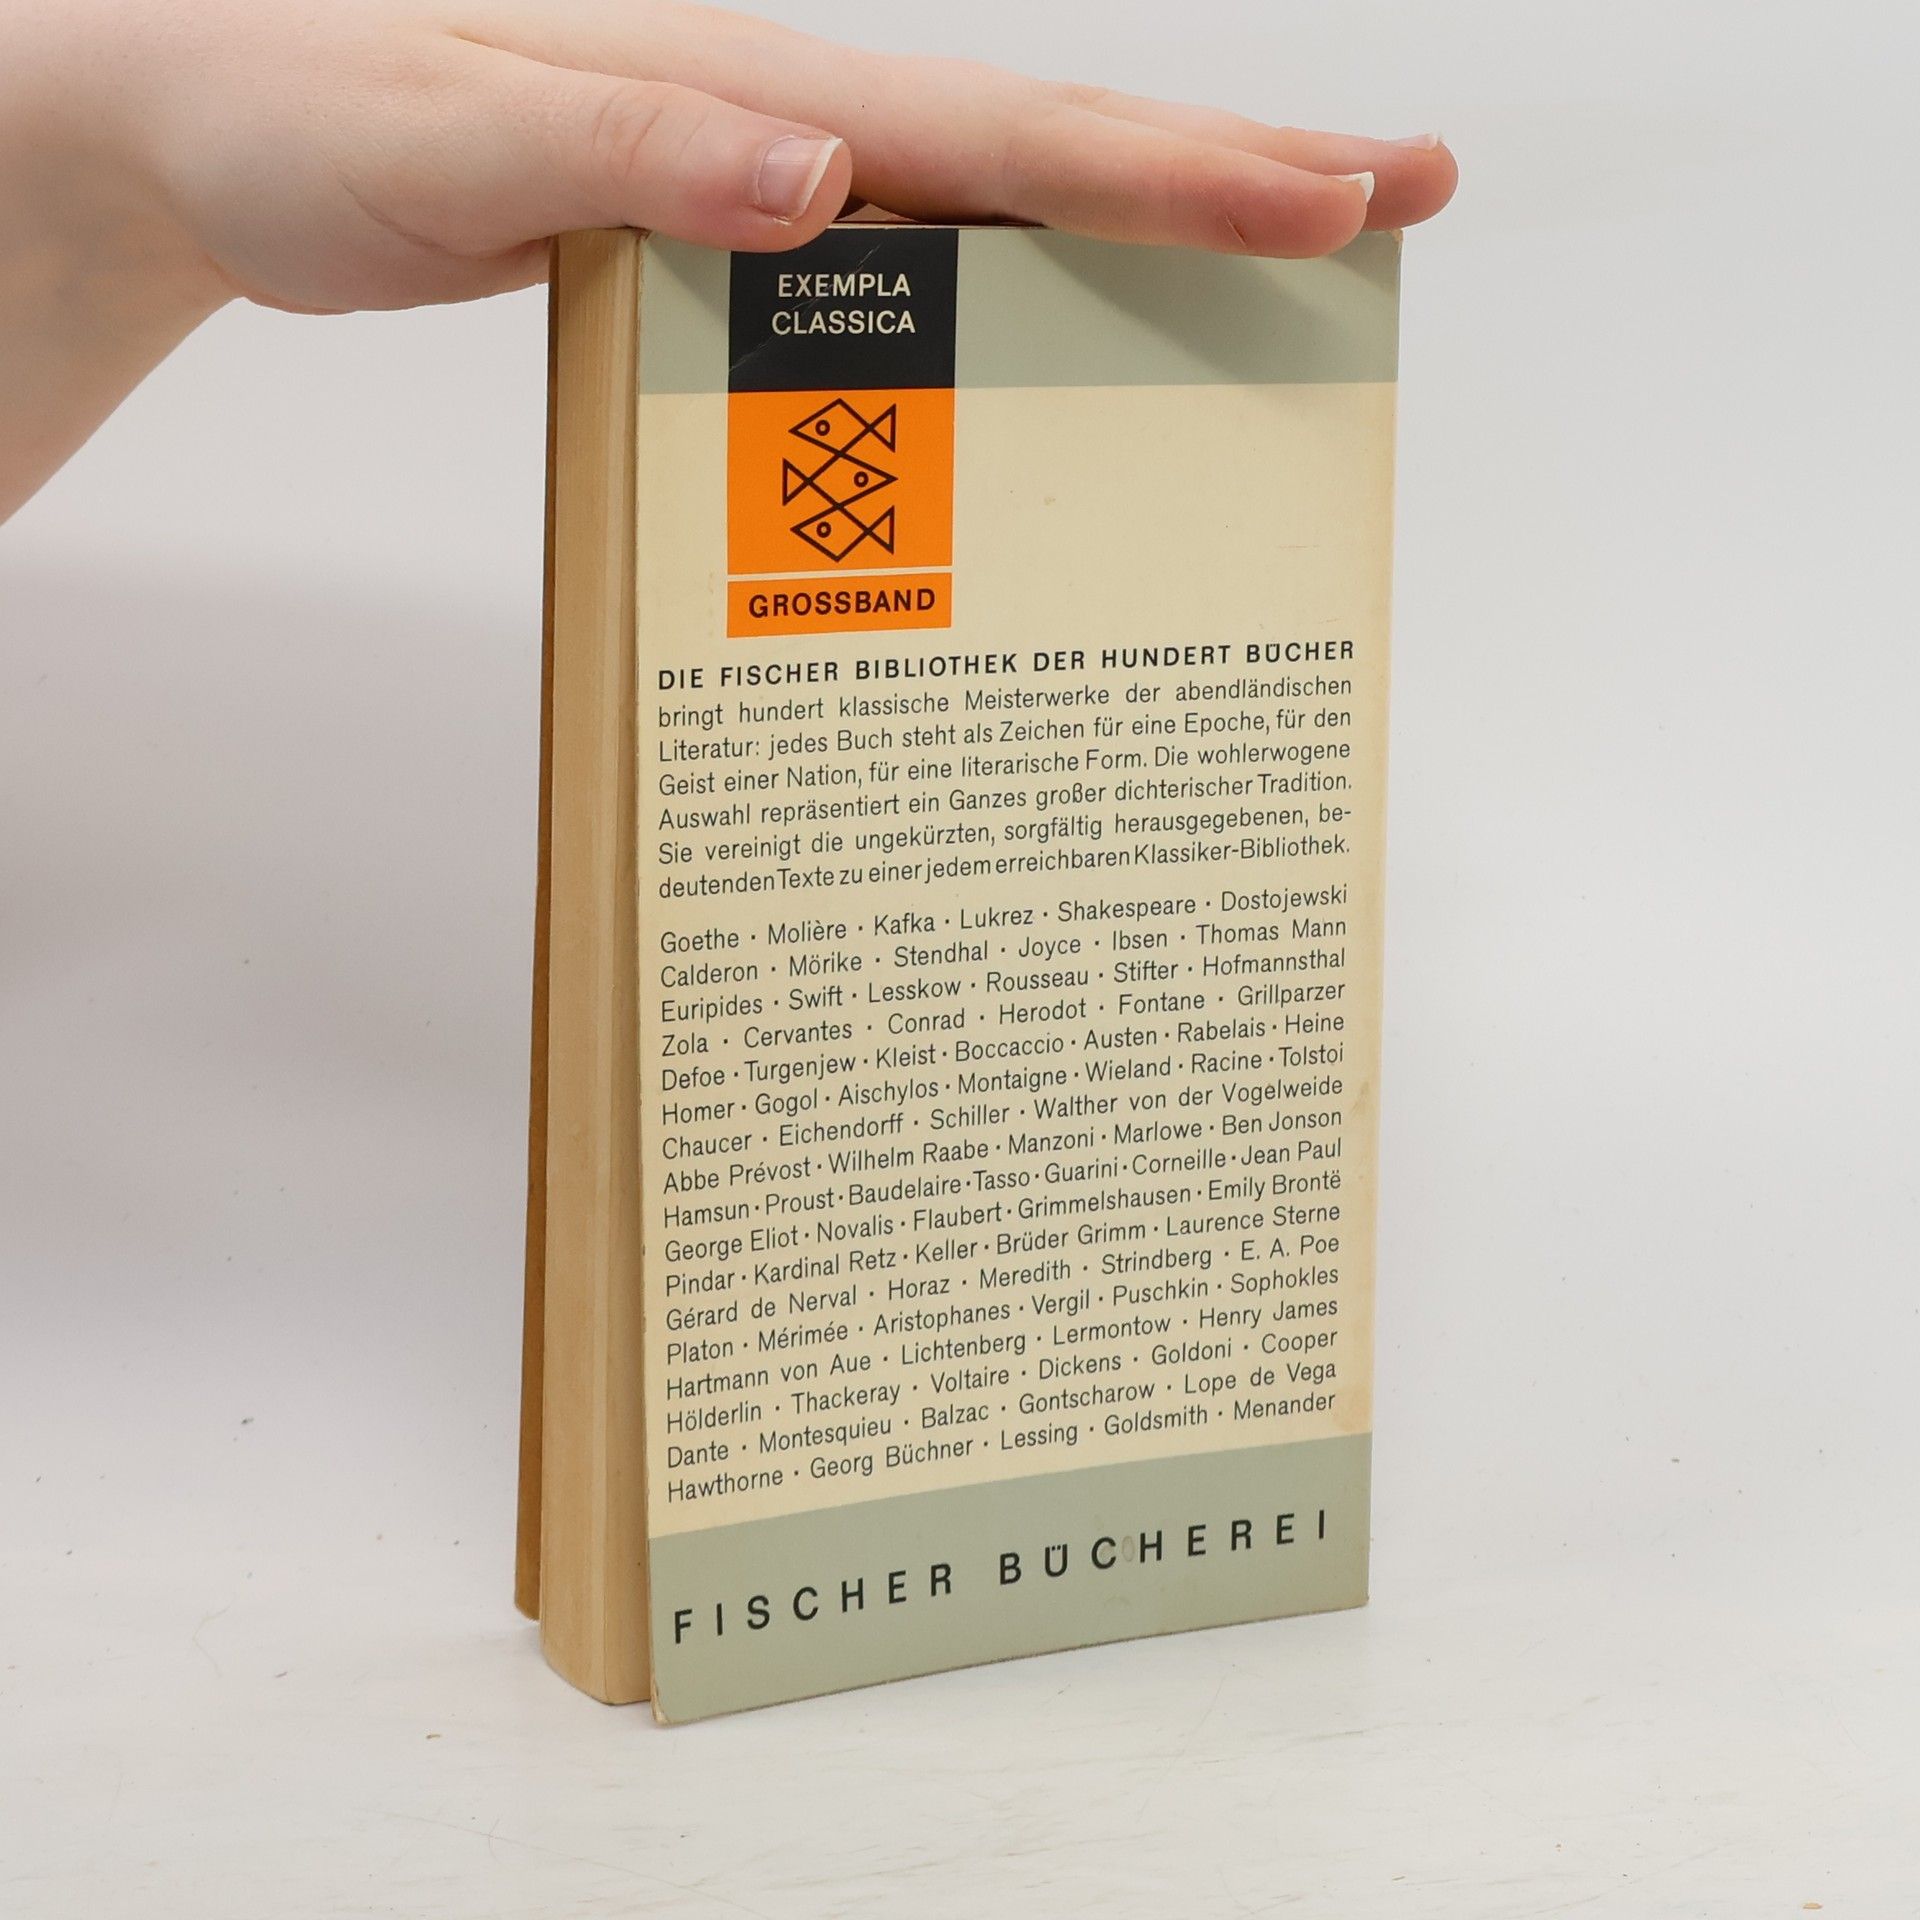 EXEMPLA
CLASSICA
GROSSBAND
DIE FISCHER BIBLIOTHEK DER HUNDERT BÜCHER
bringt hundert klassische Meisterwerke der abendländischen
Literatur: jedes Buch steht als Zeichen für eine Epoche, für den
Geist einer Nation, für eine literarische Form. Die wohlerwogene
Auswahl repräsentiert ein Ganzes großer dichterischer Tradition.
Sie vereinigt die ungekürzten, sorgfältig herausgegebenen, be-
deutenden Texte zu einer jedem erreichbaren Klassiker-Bibliothek.
Goethe · Molière · Kafka · Lukrez · Shakespeare · Dostojewski
Calderon · Mörike · Stendhal · Joyce · Ibsen · Thomas Mann
Euripides · Swift · Lesskow · Rousseau · Stifter · Hofmannsthal
Zola · Cervantes · Conrad · Herodot · Fontane · Grillparzer
Defoe · Turgenjew · Kleist · Boccaccio · Austen · Rabelais · Heine
Homer · Gogol · Aischylos · Montaigne · Wieland · Racine · Tolstoi
Chaucer · Eichendorff · Schiller · Walther von der Vogelweide
Abbe Prévost · Wilhelm Raabe · Manzoni · Marlowe · Ben Jonson
Hamsun · Proust · Baudelaire · Tasso · Guarini · Corneille · Jean Paul
George Eliot · Novalis · Flaubert · Grimmelshausen · Emily Brontë
Pindar · Kardinal Retz · Keller · Brüder Grimm · Laurence Sterne
Gérard de Nerval · Horaz · Meredith · Strindberg · E. A. Poe
Platon · Mérimée · Aristophanes · Vergil · Puschkin · Sophokles
Hartmann von Aue · Lichtenberg · Lermontow · Henry James
Hölderlin · Thackeray · Voltaire · Dickens · Goldoni · Cooper
Dante · Montesquieu · Balzac · Gontscharow · Lope de Vega
Hawthorne · Georg Büchner · Lessing · Goldsmith · Menander
FISCHER BÜCHEREI